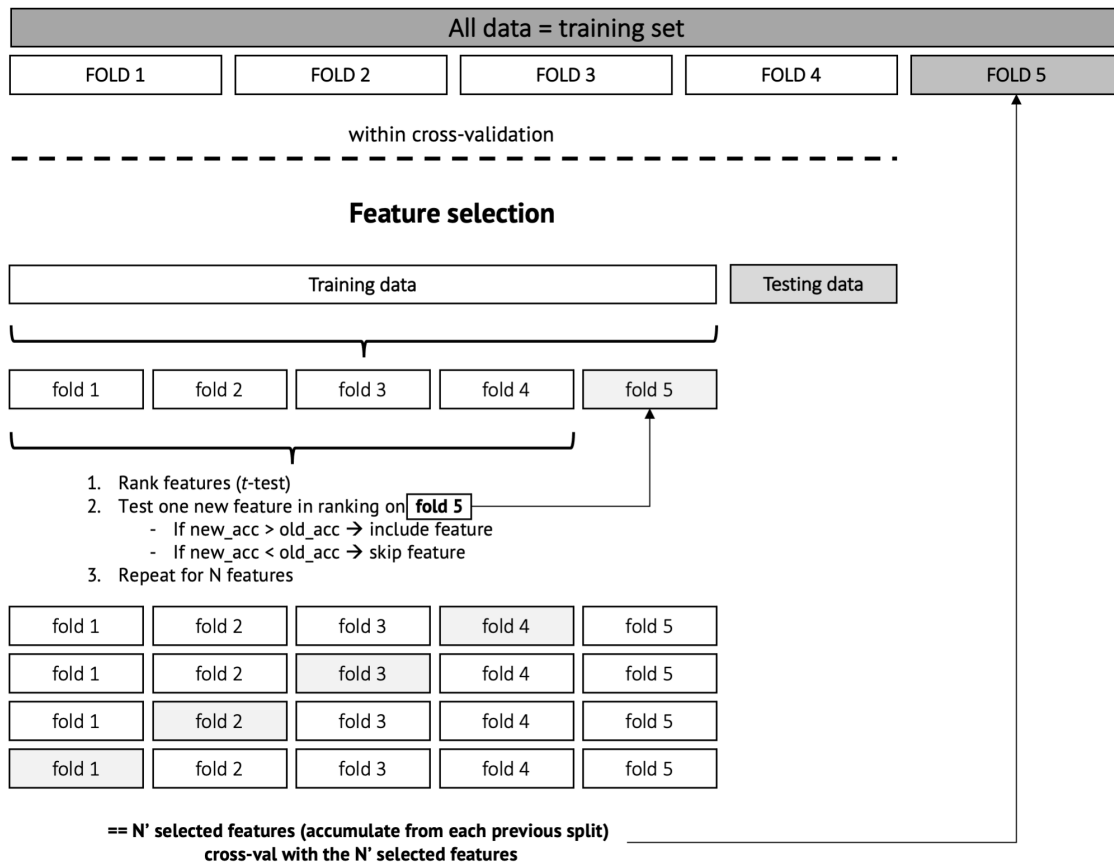 All data = training set
FOLD 1 FOLD 2 FOLD 3 FOLD 4 FOLD 5
within cross-validation
Feature selection
Training data Testing data
fold 1 fold 2 fold 3 fold 4 fold 5
1. Rank features (t-test)
2. Test one new feature in ranking on fold 5
- If new_acc > old_acc → include feature
- If new_acc < old_acc → skip feature
3. Repeat for N features
fold 1 fold 2 fold 3 fold 4 fold 5
fold 1 fold 2 fold 3 fold 4 fold 5
fold 1 fold 2 fold 3 fold 4 fold 5
fold 1 fold 2 fold 3 fold 4 fold 5
== N’ selected features (accumulate from each previous split)
cross-val with the N’ selected features